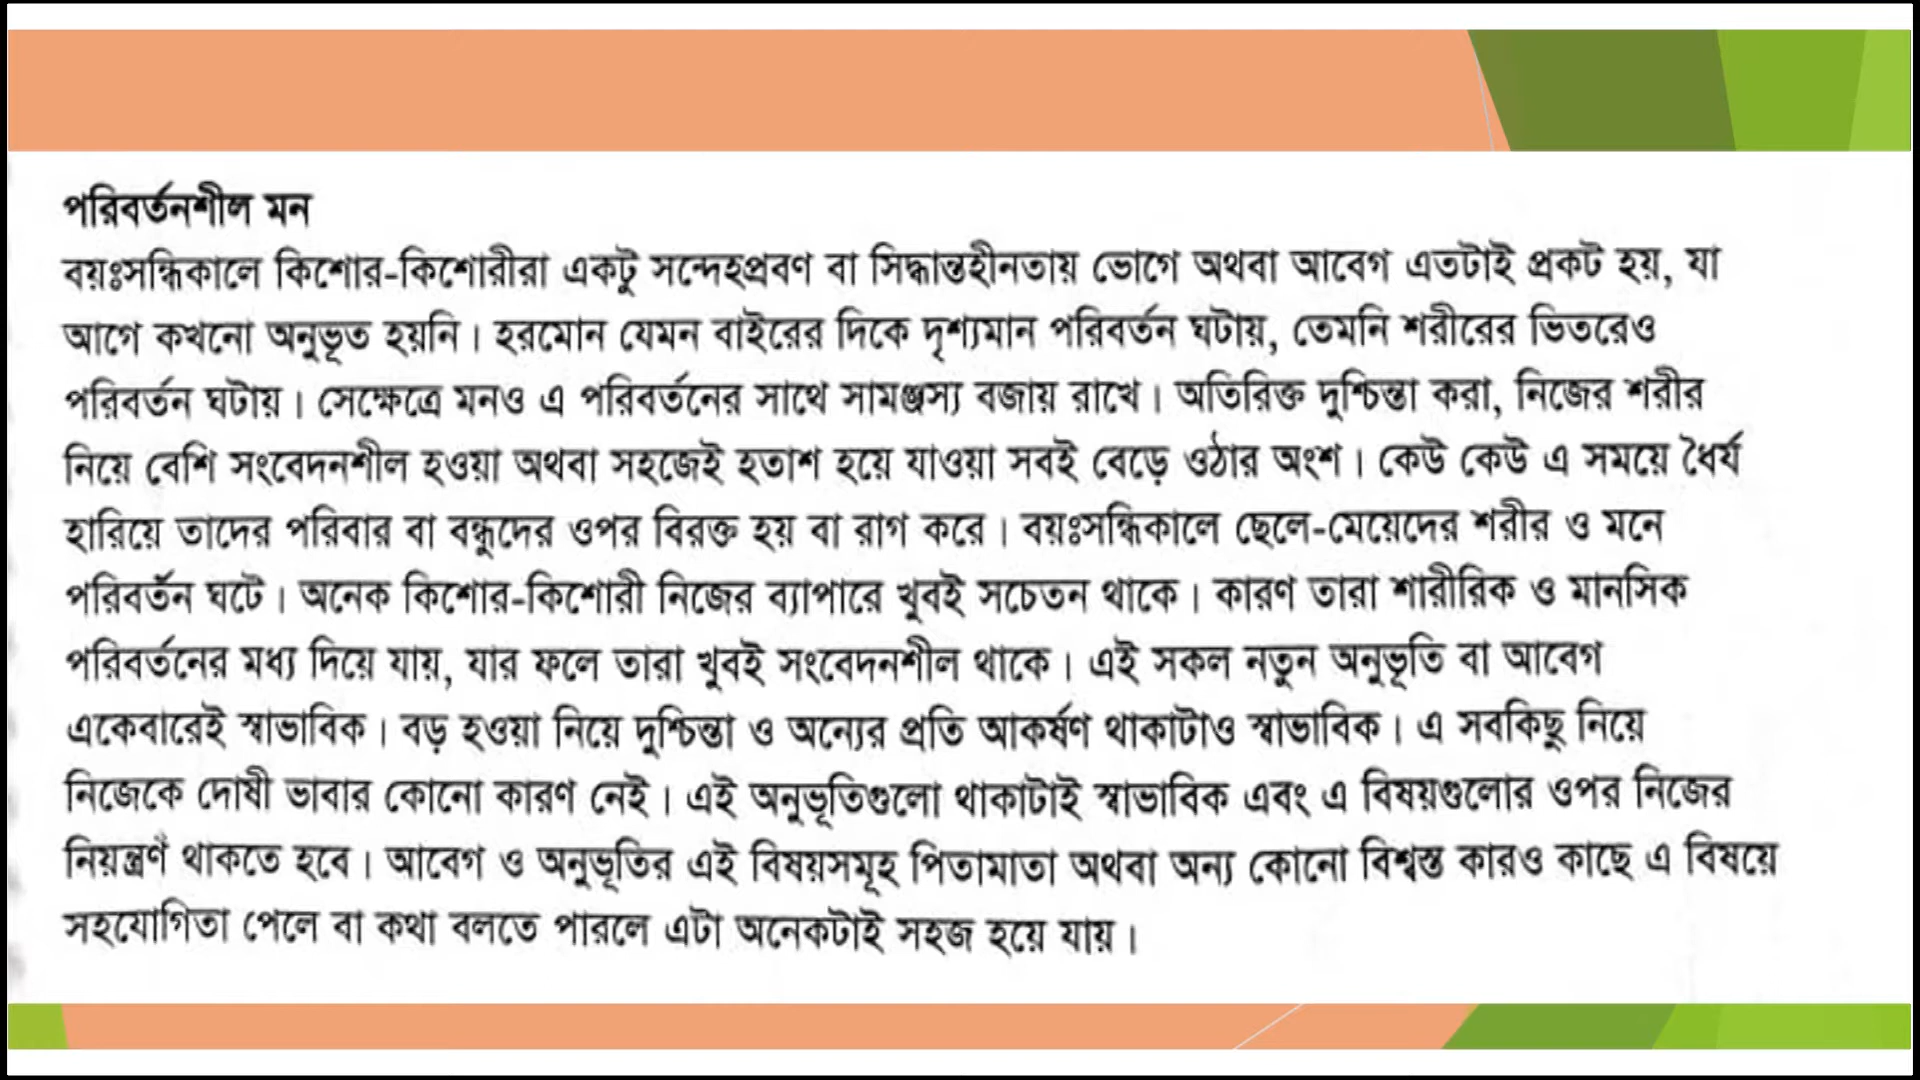 পরিবর্তনশীল মন
বয়ঃসন্ধিকালে কিশোর-কিশোরীরা একটু সন্দেহপ্রবণ বা সিদ্ধান্তহীনতায় ভোগে অথবা আবেগ এতটাই প্রকট হয়, যা
আগে কখনো অনুভূত হয়নি। হরমোন যেমন বাইরের দিকে দৃশ্যমান পরিবর্তন ঘটায়, তেমনি শরীরের ভিতরেও
পরিবর্তন ঘটায়। সেক্ষেত্রে মনও এ পরিবর্তনের সাথে সামঞ্জস্য বজায় রাখে। অতিরিক্ত দুশ্চিন্তা করা, নিজের শরীর
নিয়ে বেশি সংবেদনশীল হওয়া অথবা সহজেই হতাশ হয়ে যাওয়া সবই বেড়ে ওঠার অংশ। কেউ কেউ এ সময়ে ধৈর্য
হারিয়ে তাদের পরিবার বা বন্ধুদের ওপর বিরক্ত হয় বা রাগ করে। বয়ঃসন্ধিকালে ছেলে-মেয়েদের শরীর ও মনে
পরিবর্তন ঘটে। অনেক কিশোর-কিশোরী নিজের ব্যাপারে খুবই সচেতন থাকে। কারণ তারা শারীরিক ও মানসিক
পরিবর্তনের মধ্য দিয়ে যায়, যার ফলে তারা খুবই সংবেদনশীল থাকে। এই সকল নতুন অনুভূতি বা আবেগ
একেবারেই স্বাভাবিক। বড় হওয়া নিয়ে দুশ্চিন্তা ও অন্যের প্রতি আকর্ষণ থাকাটাও স্বাভাবিক। এ সবকিছু নিয়ে
নিজেকে দোষী ভাবার কোনো কারণ নেই। এই অনুভূতিগুলো থাকাটাই স্বাভাবিক এবং এ বিষয়গুলোর ওপর নিজের
নিয়ন্ত্রণ থাকতে হবে। আবেগ ও অনুভূতির এই বিষয়সমূহ পিতামাতা অথবা অন্য কোনো বিশ্বস্ত কারও কাছে এ বিষয়ে
সহযোগিতা পেলে বা কথা বলতে পারলে এটা অনেকটাই সহজ হয়ে যায়।